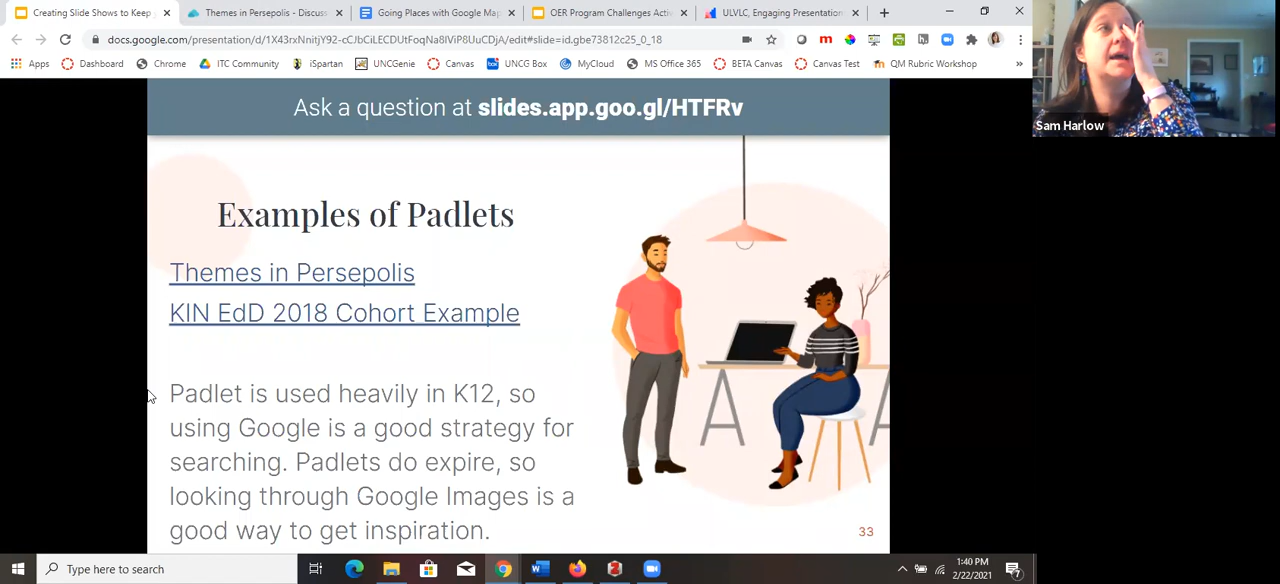 Creating Slide Shows to Keep
Themes in Persepolis - Discuss
Going Places with Google Map
OER Program Challenges Activ
ULVLC, Engaging Presentation
docs.google.com/presentation/d/1X43rxNnitjY92-cCJbCiLECDUt6-pNa8lViP8UuCDjA/edit#slide=id.gbe73812c25_0_18
Apps Dashboard Chrome ITC Community iSpartan UNCGenie Canvas UNCG Box MyCloud MS Office 365 BETA Canvas Canvas Test QM Rubric Workshop »
Ask a question at slides.app.goo.gl/HTFRv
Sam Harlow
Examples of Padlets
Themes in Persepolis
KIN EdD 2018 Cohort Example
Padlet is used heavily in K12, so
using Google is a good strategy for
searching. Padlets do expire, so
looking through Google Images is a
good way to get inspiration.
33
Type here to search
1:40 PM
2/22/2021
7